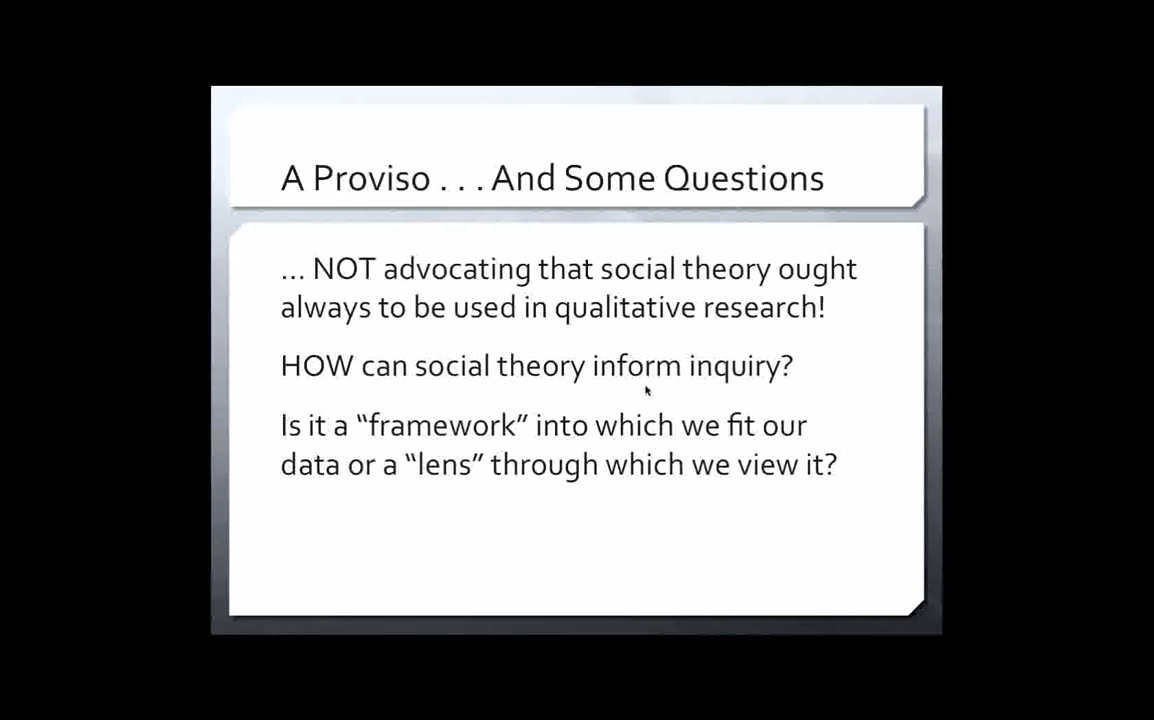 A Proviso . . . And Some Questions
... NOT advocating that social theory ought
always to be used in qualitative research!
HOW can social theory inform inquiry?
Is it a “framework” into which we fit our
data or a “lens” through which we view it?